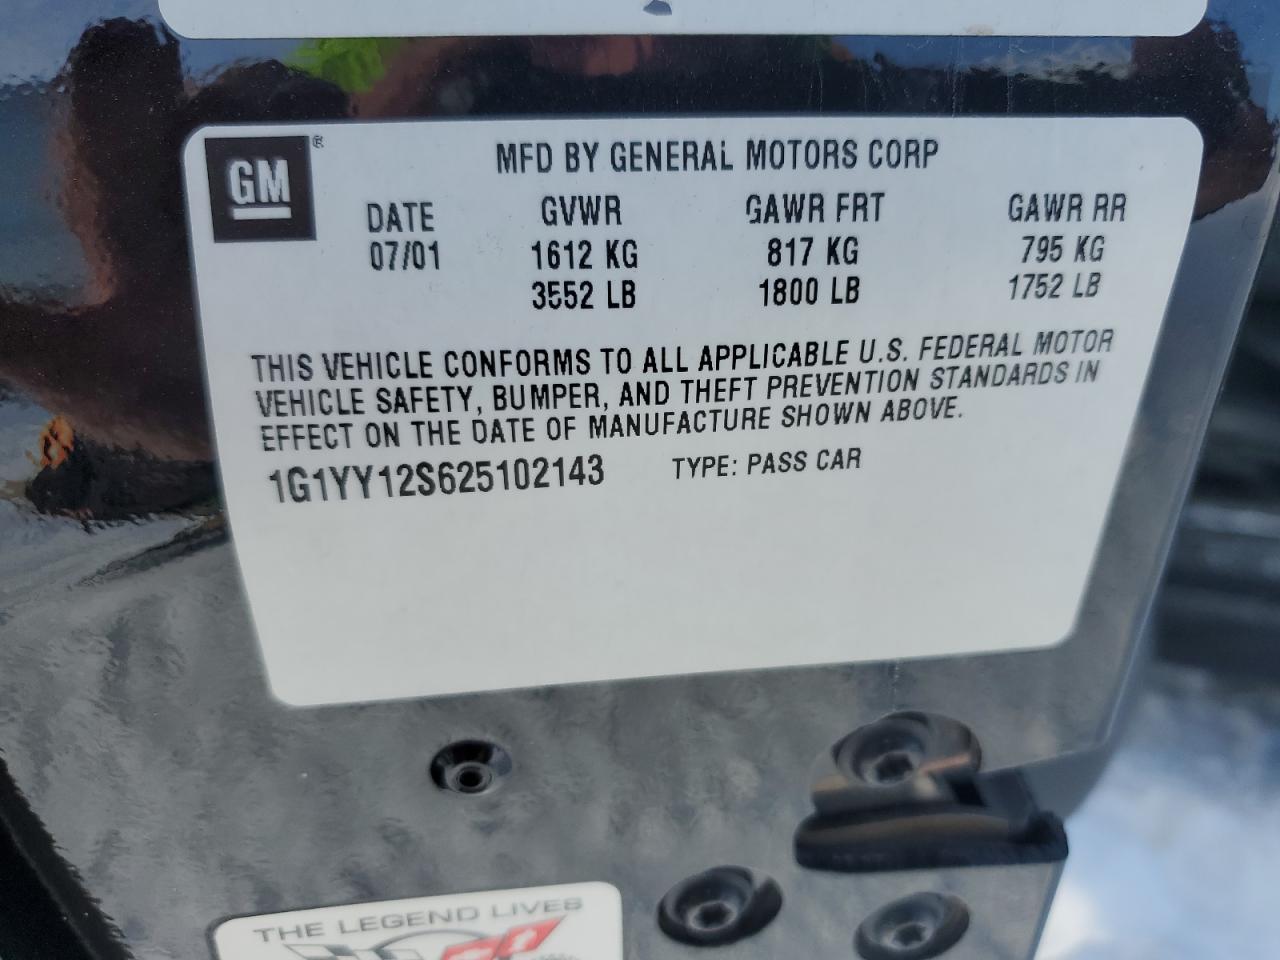 GM®
MFD BY GENERAL MOTORS CORP
DATE GVWR GAWR FRT GAWR RR
07/01 1612 KG 817 KG 795 KG
3552 LB 1800 LB 1752 LB
THIS VEHICLE CONFORMS TO ALL APPLICABLE U.S. FEDERAL MOTOR
VEHICLE SAFETY, BUMPER, AND THEFT PREVENTION STANDARDS IN
EFFECT ON THE DATE OF MANUFACTURE SHOWN ABOVE.
1G1YY12S625102143 TYPE: PASS CAR
THE LEGEND LIVES